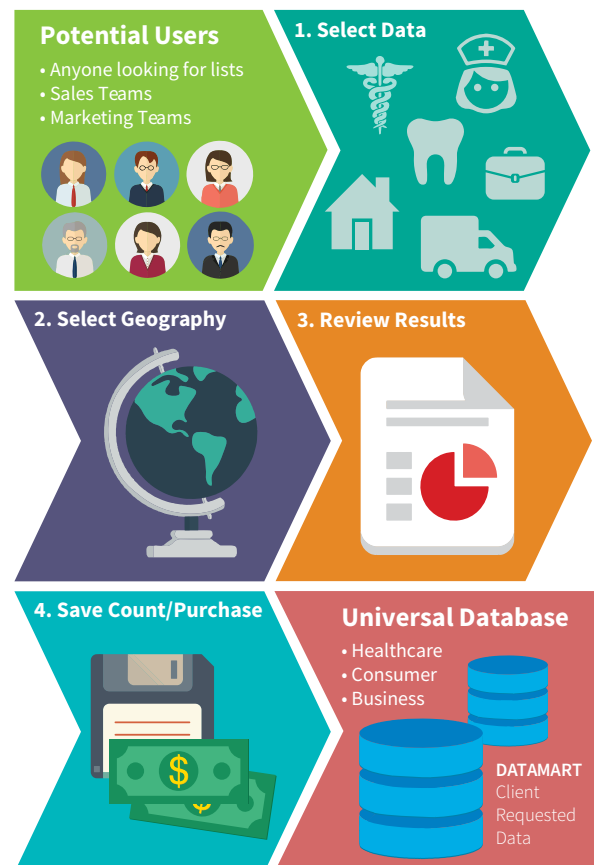 Potential Users
• Anyone looking for lists
• Sales Teams
• Marketing Teams
1. Select Data
2. Select Geography
3. Review Results
4. Save Count/Purchase
$
$
Universal Database
• Healthcare
• Consumer
• Business
DATAMART
Client
Requested
Data